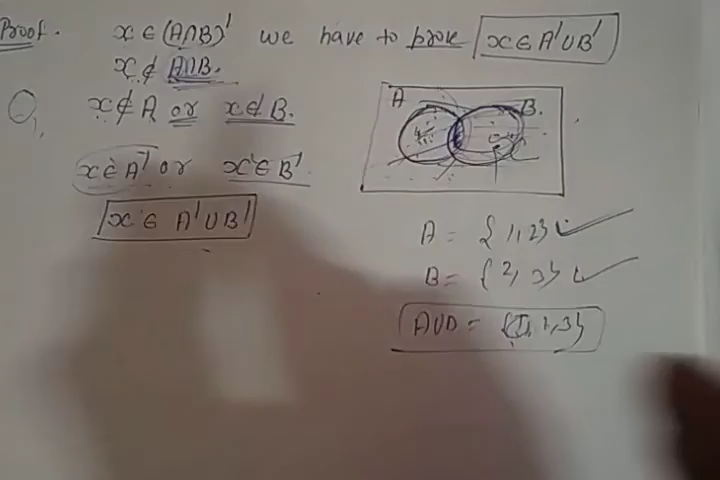 Proof. x ∈ (A∩B)' we have to prove x ∈ A'∪B'
x ∉ A∩B.
x ∉ A or x ∉ B.
x ∈ A' or x ∈ B'
x ∈ A'∪B'
A B.
A = {1,2}
B = {2,3}
A∪B = {1,2,3}